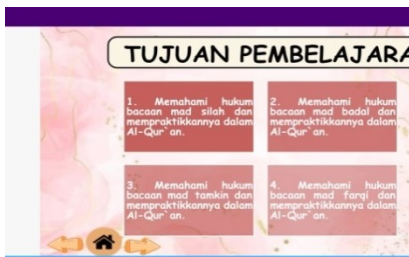 TUJUAN PEMBELAJARA
1. Memahami hukum
bacaan mad silah dan
mempraktikkannya dalam
Al-Qur`an.
2. Memahami hukum
bacaan mad badal dan
mempraktikkannya dalam
Al-Qur`an.
3. Memahami hukum
bacaan mad tamkin dan
mempraktikkannya dalam
Al-Qur`an.
4. Memahami hukum
bacaan mad farqi dan
mempraktikkannya dalam
Al-Qur`an.